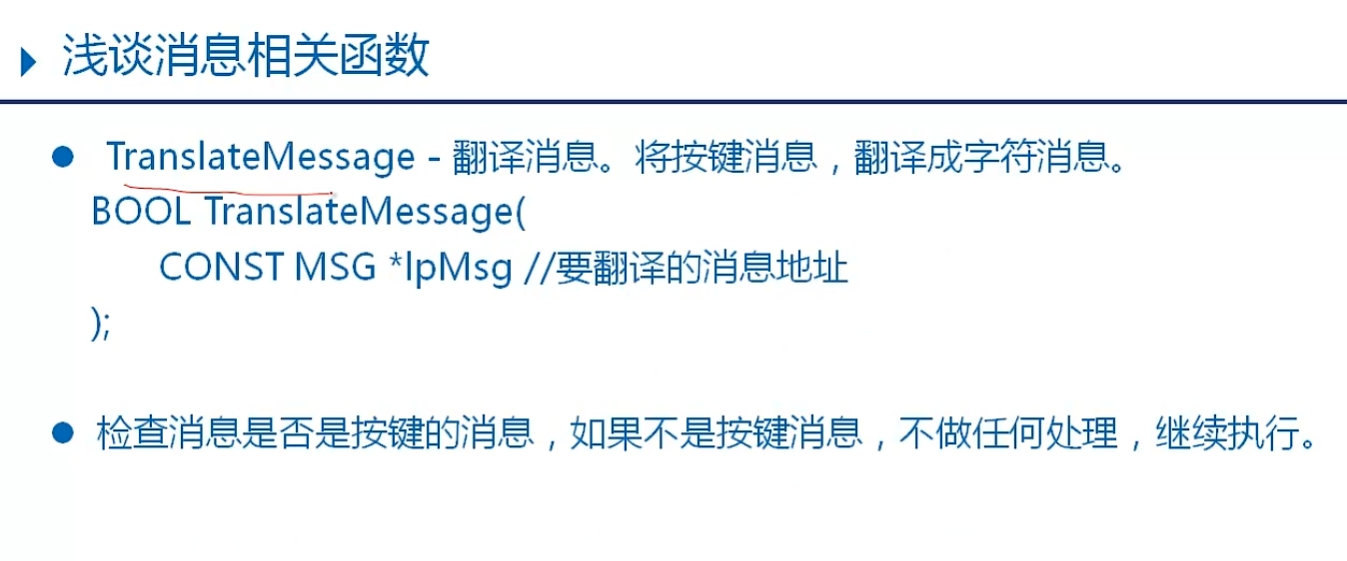 浅谈消息相关函数
TranslateMessage - 翻译消息。将按键消息，翻译成字符消息。
BOOL TranslateMessage(
CONST MSG *lpMsg //要翻译的消息地址
);
检查消息是否是按键的消息，如果不是按键消息，不做任何处理，继续执行。